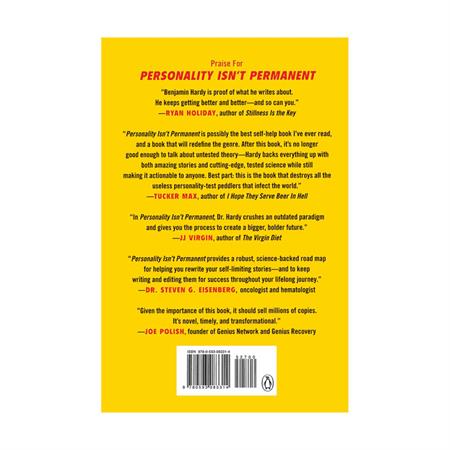 Praise For
PERSONALITY ISN'T PERMANENT
"Benjamin Hardy is proof of what he writes about.
He keeps getting better and better—and so can you."
—RYAN HOLIDAY, author of Stillness Is the Key
"Personality Isn't Permanent is possibly the best self-help book I've ever read,
and a book that will redefine the genre. After this book, it's no longer
good enough to talk about untested theory—Hardy backs everything up with
both amazing stories and cutting-edge, tested science while still
making it actionable to anyone. Best part: this is the book that destroys all the
useless personality-test peddlers that infect the world."
—TUCKER MAX, author of I Hope They Serve Beer In Hell
"In Personality Isn't Permanent, Dr. Hardy crushes an outdated paradigm
and gives you the process to create a bigger, bolder future."
—JJ VIRGIN, author of The Virgin Diet
"Personality Isn't Permanent provides a robust, science-backed road map
for helping you rewrite your self-limiting stories—and to keep
writing and editing them for success throughout your lifelong journey."
—DR. STEVEN G. EISENBERG, oncologist and hematologist
"Given the importance of this book, it should sell millions of copies.
It's novel, timely, and transformational."
—JOE POLISH, founder of Genius Network and Genius Recovery
52700